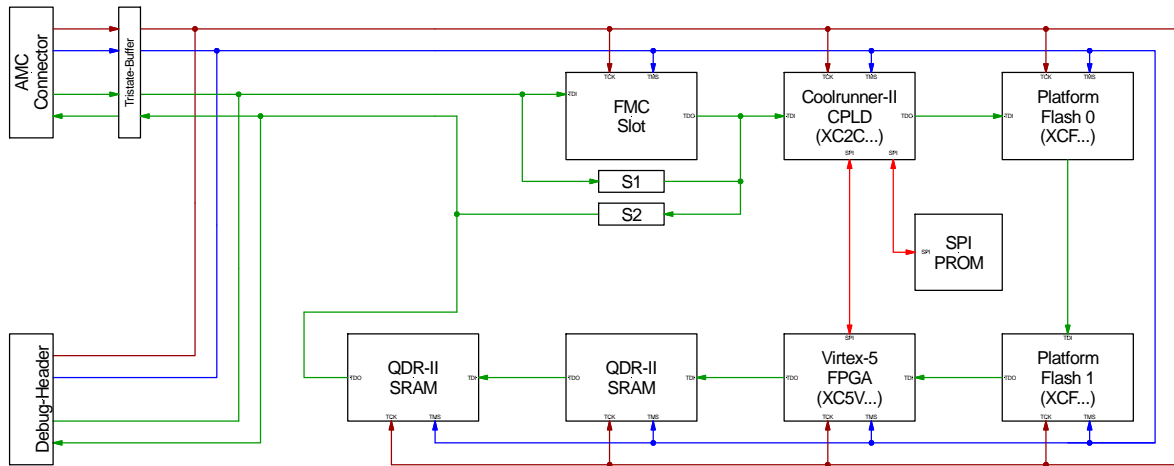 AMC
Connector
Tristate-Buffer
TCK
TMS
TDI
FMC
Slot
TDO
TCK
TMS
TDI
Coolrunner-II
CPLD
(XC2C...)
TDO
SPI
SPI
TCK
TMS
TDI
Platform
Flash 0
(XCF...)
S1
S2
SPI
SPI
PROM
Debug-Header
QDR-II
SRAM
TDO
TDI
TCK
TMS
QDR-II
SRAM
TDO
TDI
TCK
TMS
SPI
Virtex-5
FPGA
(XC5V...)
TDO
TDI
TCK
TMS
TDI
Platform
Flash 1
(XCF...)
TDO
TCK
TMS